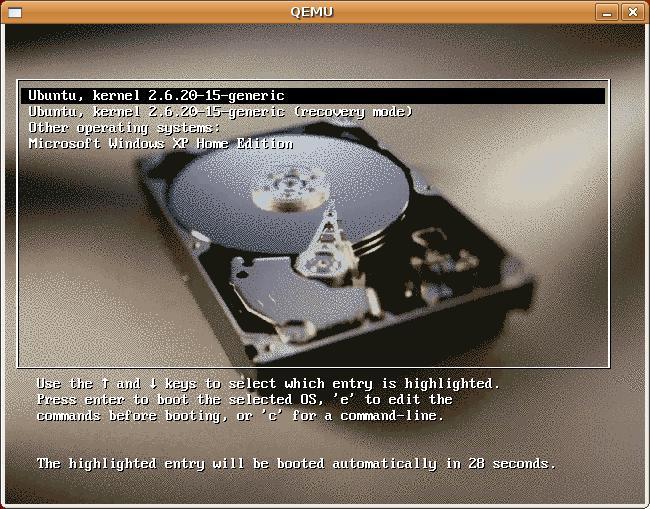 QEMU
Ubuntu, kernel 2.6.20-15-generic
Ubuntu, kernel 2.6.20-15-generic (recovery mode)
Other operating systems:
Microsoft Windows XP Home Edition
Use the ↑ and ↓ keys to select which entry is highlighted.
Press enter to boot the selected OS, 'e' to edit the
commands before booting, or 'c' for a command-line.
The highlighted entry will be booted automatically in 28 seconds.